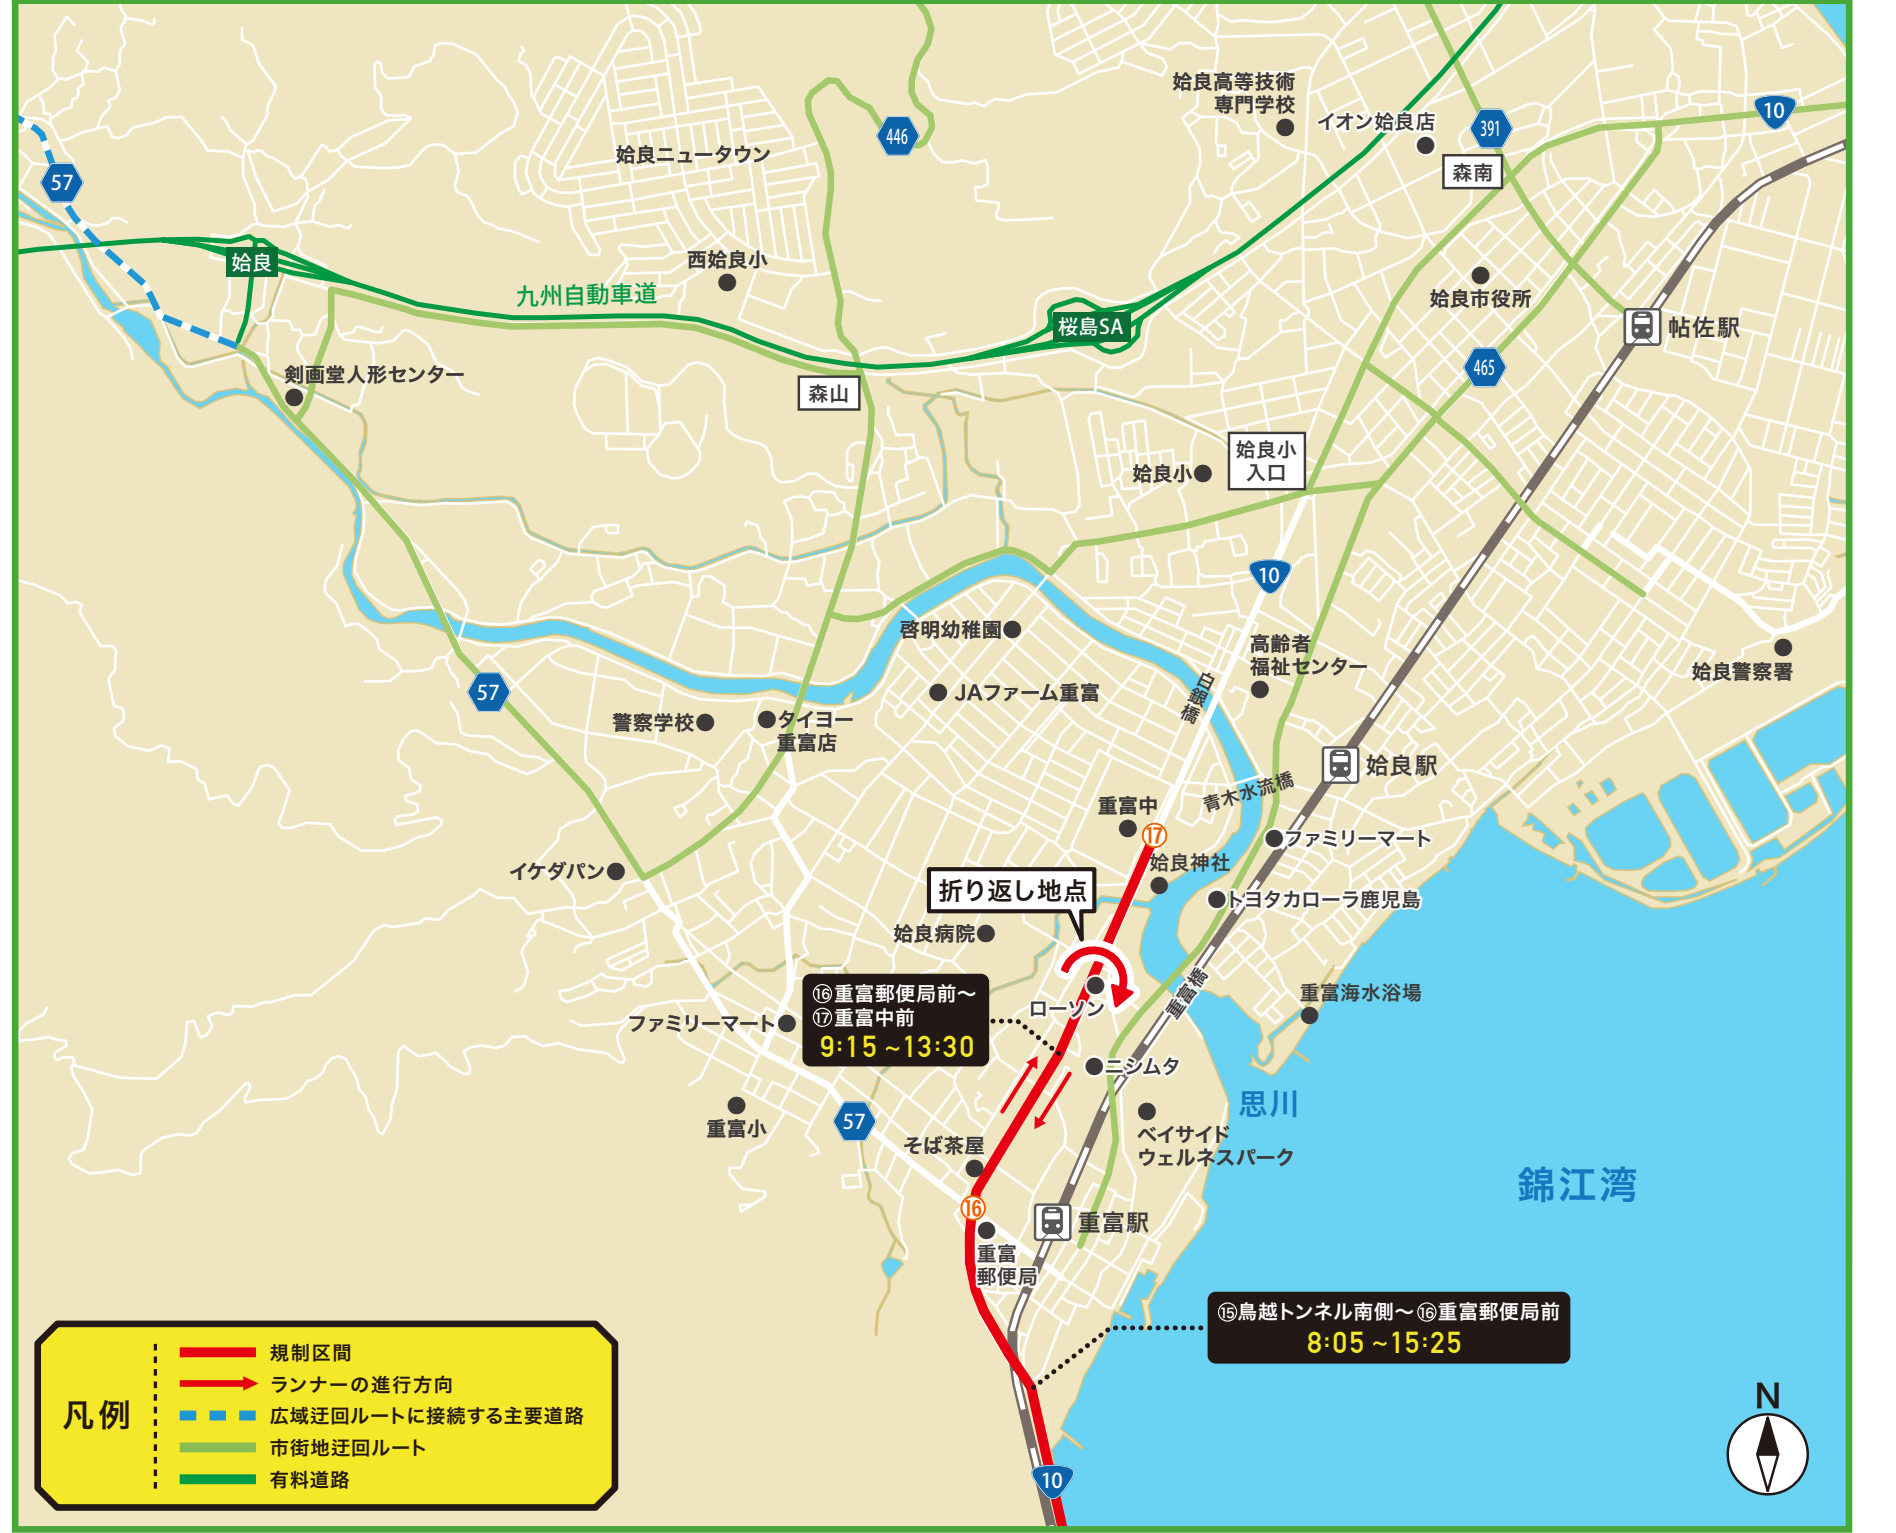 姶良高等技術
専門学校
イオン姶良店
391
10
森南
446
姶良ニュータウン
57
姶良
西姶良小
九州自動車道
桜島SA
姶良市役所
帖佐駅
465
剣画堂人形センター
森山
姶良小
姶良小
入口
10
啓明幼稚園
高齢者
福祉センター
姶良警察署
JAファーム重富
白銀橋
57
警察学校
タイヨー
重富店
姶良駅
青木水流橋
重富中
⑰
ファミリーマート
姶良神社
イケダパン
折り返し地点
トヨタカローラ鹿児島
姶良病院
⑯重富郵便局前～
⑰重富中前
9:15～13:30
ローソン
重富橋
重富海水浴場
ファミリーマート
ニシムタ
思川
重富小
57
ベイサイド
ウェルネスパーク
そば茶屋
錦江湾
⑯
重富駅
重富
郵便局
⑮鳥越トンネル南側～⑯重富郵便局前
8:05～15:25
凡例
規制区間
ランナーの進行方向
広域迂回ルートに接続する主要道路
市街地迂回ルート
有料道路
N
10